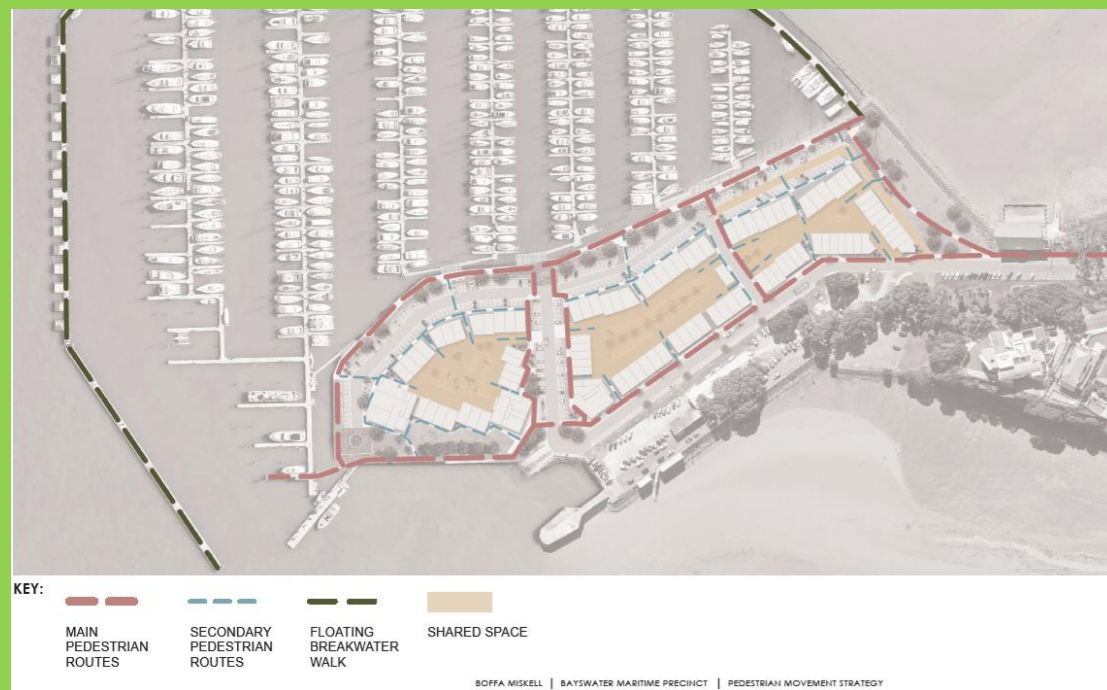 KEY:
MAIN
PEDESTRIAN
ROUTES
SECONDARY
PEDESTRIAN
ROUTES
FLOATING
BREAKWATER
WALK
SHARED SPACE
BOFFA MISKELL | BAYSWATER MARITIME PRECINCT | PEDESTRIAN MOVEMENT STRATEGY